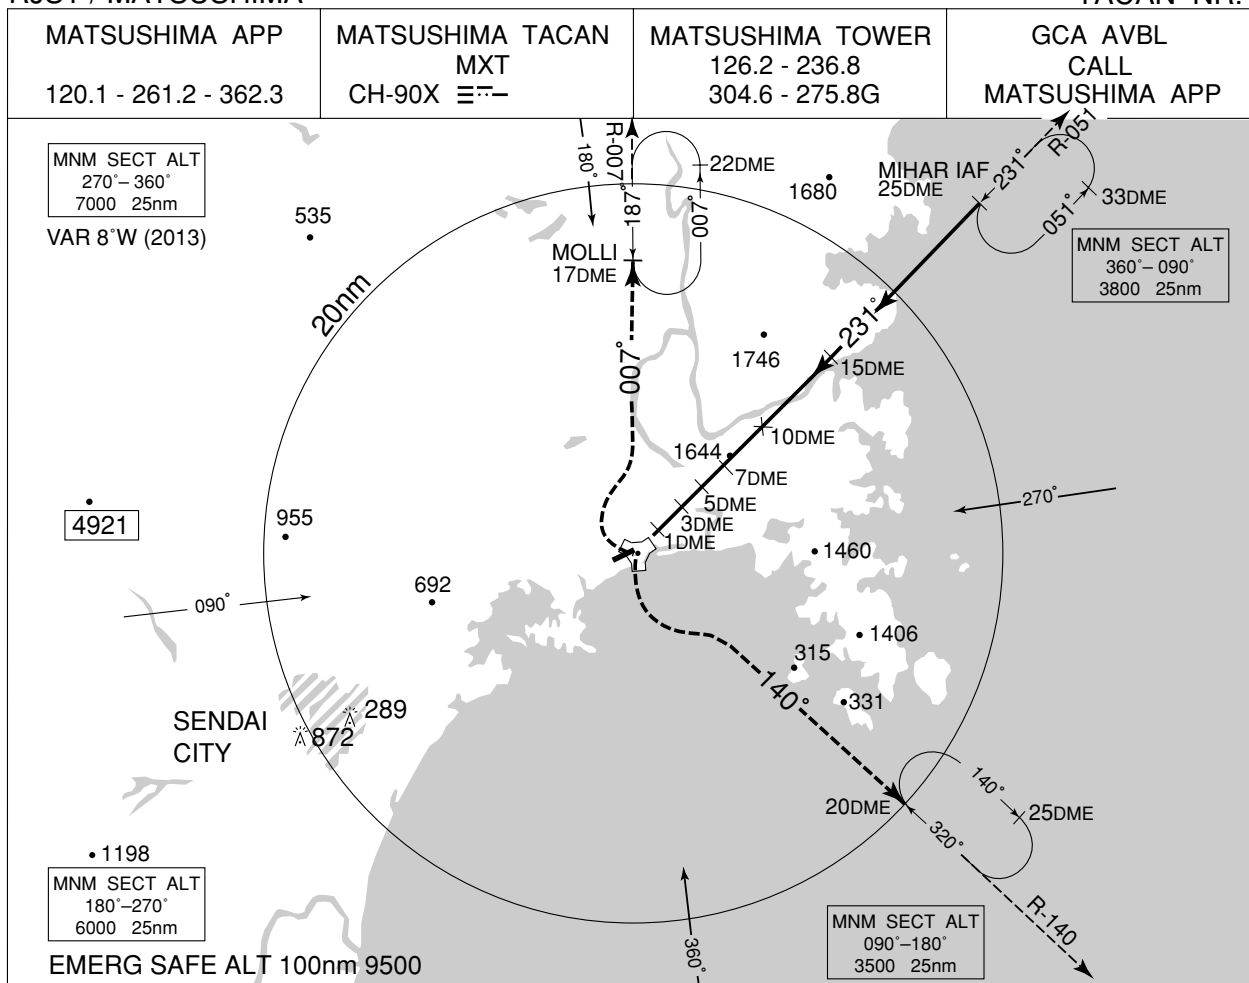 MATSUSHIMA APP
120.1 - 261.2 - 362.3
MATSUSHIMA TACAN
MXT
CH-90X
MATSUSHIMA TOWER
126.2 - 236.8
304.6 - 275.8G
GCA AVBL
CALL
MATSUSHIMA APP
MNM SECT ALT
270°–360°
7000 25nm
VAR 8°W (2013)
180°
R-007°
187°
007°
22DME
MOLLI
17DME
1680
MIHAR IAF
25DME
231°
R-051
051°
33DME
MNM SECT ALT
360°–090°
3800 25nm
535
20nm
007°
1746
231°
15DME
10DME
1644
7DME
5DME
3DME
1DME
270°
4921
955
692
090°
1460
1406
315
331
140°
SENDAI
CITY
289
872
20DME
140°
25DME
320°
R-140
1198
MNM SECT ALT
180°–270°
6000 25nm
360°
MNM SECT ALT
090°–180°
3500 25nm
EMERG SAFE ALT 100nm 9500